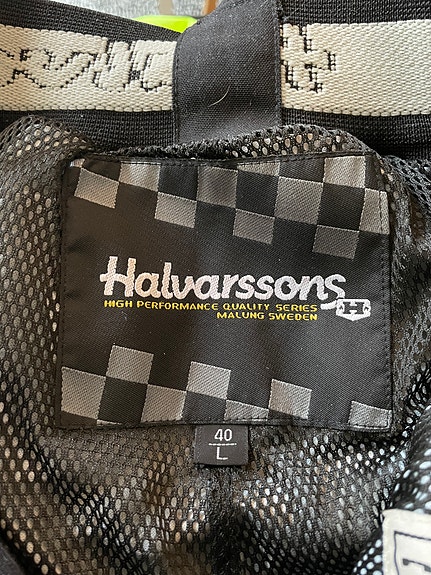 Halvarssons
H
HIGH PERFORMANCE QUALITY SERIES
MALUNG SWEDEN
40
L